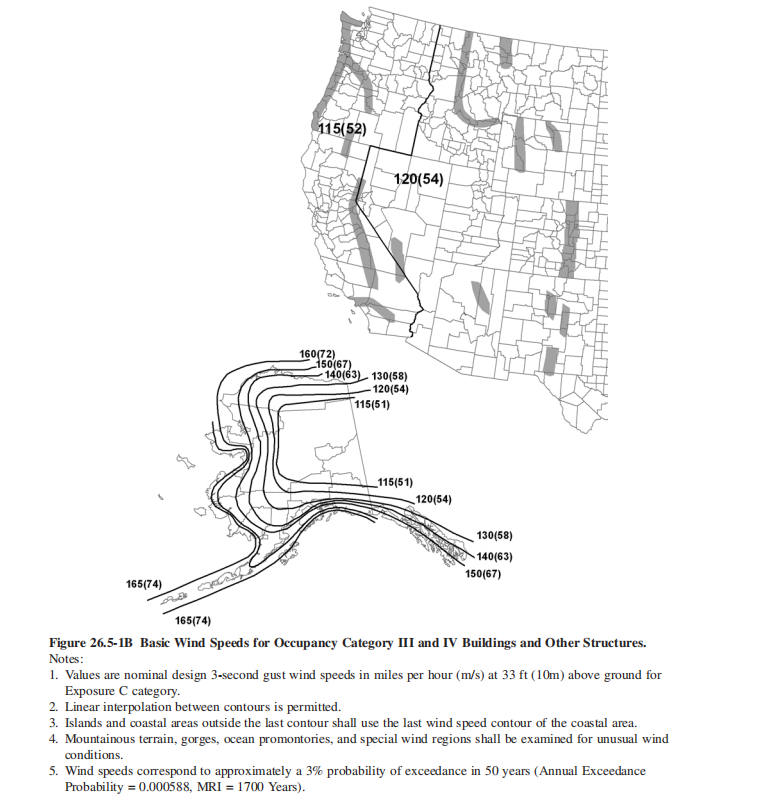 115(52)
120(54)
160(72)
150(67)
140(63)
130(58)
120(54)
115(51)
115(51)
120(54)
130(58)
140(63)
150(67)
165(74)
165(74)
Figure 26.5-1B Basic Wind Speeds for Occupancy Category III and IV Buildings and Other Structures.
Notes:
1. Values are nominal design 3-second gust wind speeds in miles per hour (m/s) at 33 ft (10m) above ground for
Exposure C category.
2. Linear interpolation between contours is permitted.
3. Islands and coastal areas outside the last contour shall use the last wind speed contour of the coastal area.
4. Mountainous terrain, gorges, ocean promontories, and special wind regions shall be examined for unusual wind
conditions.
5. Wind speeds correspond to approximately a 3% probability of exceedance in 50 years (Annual Exceedance
Probability = 0.000588, MRI = 1700 Years).